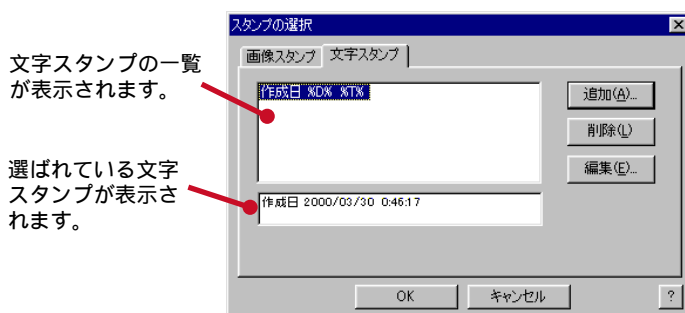 スタンプの選択
画像スタンプ 文字スタンプ
文字スタンプの一覧
が表示されます。
作成日 %D% %T%
追加(A)...
削除(L)
編集(E)...
選ばれている文字
スタンプが表示さ
れます。
作成日 2000/03/30 0:46:17
OK
キャンセル
?